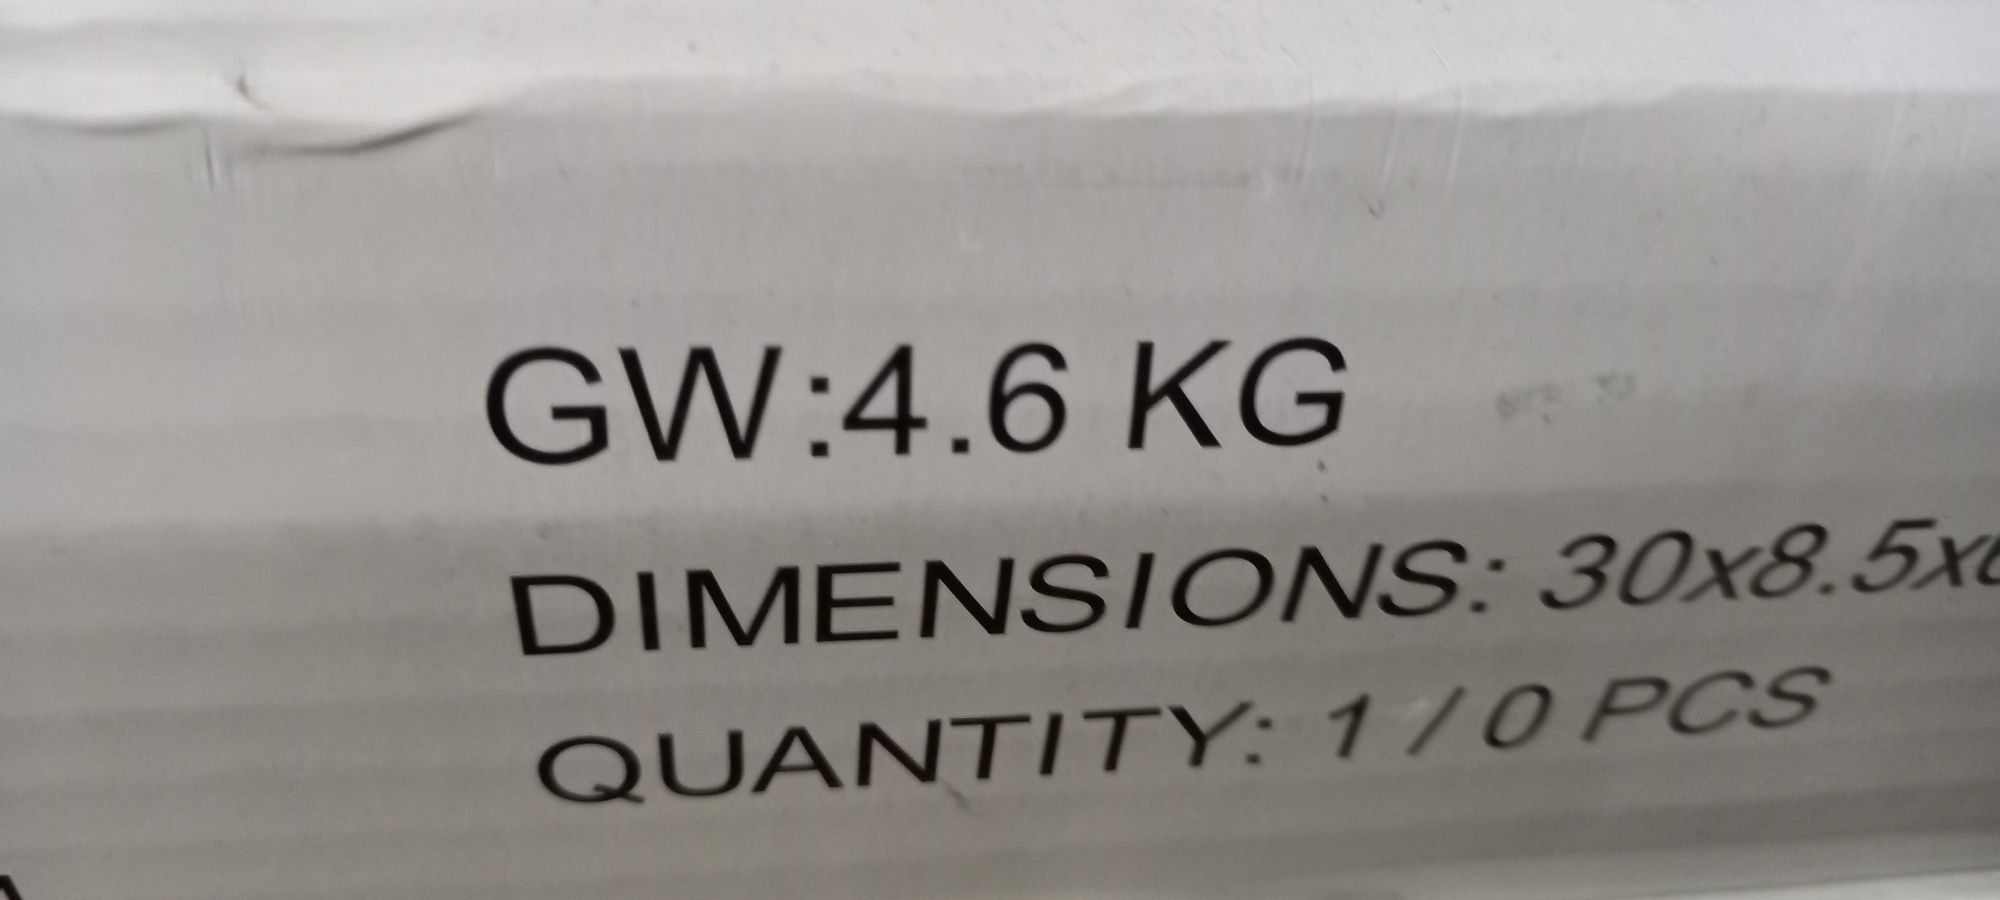 GW:4.6 KG
DIMENSIONS: 30x8.5x
QUANTITY: 1 / 0 PCS